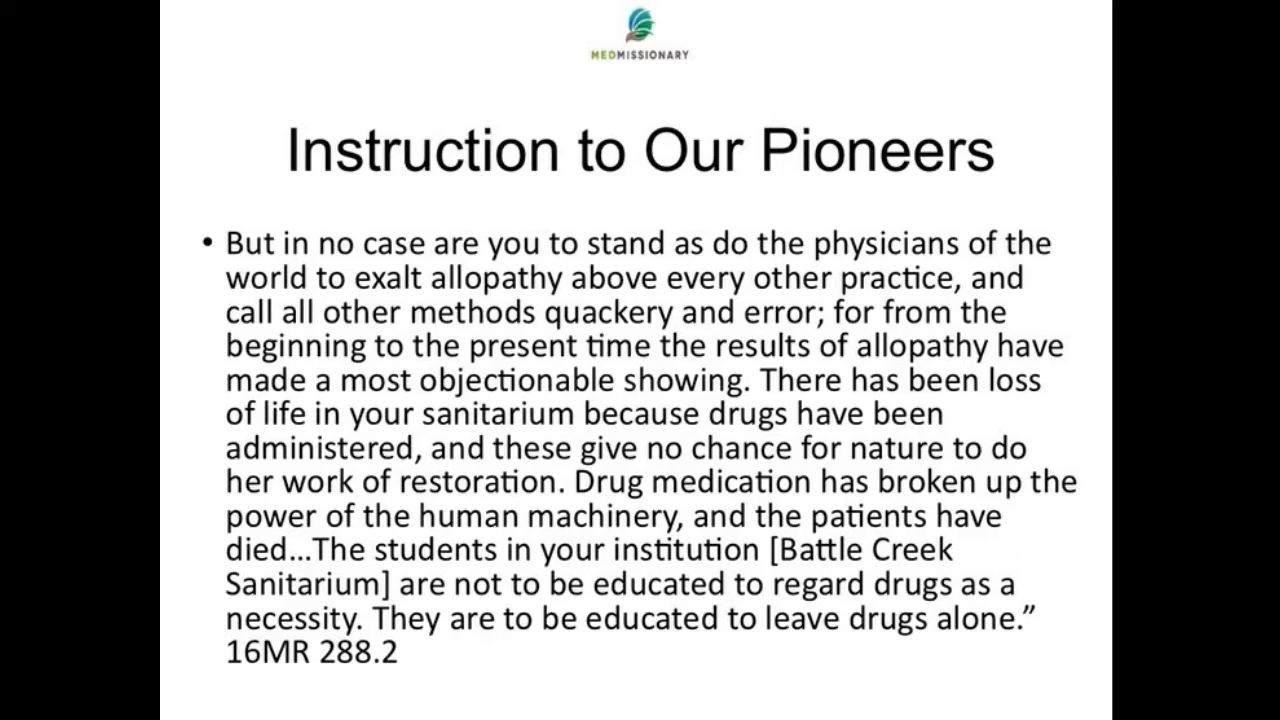 MEDMISSIONARY
Instruction to Our Pioneers
• But in no case are you to stand as do the physicians of the
world to exalt allopathy above every other practice, and
call all other methods quackery and error; for from the
beginning to the present time the results of allopathy have
made a most objectionable showing. There has been loss
of life in your sanitarium because drugs have been
administered, and these give no chance for nature to do
her work of restoration. Drug medication has broken up the
power of the human machinery, and the patients have
died…The students in your institution [Battle Creek
Sanitarium] are not to be educated to regard drugs as a
necessity. They are to be educated to leave drugs alone.”
16MR 288.2